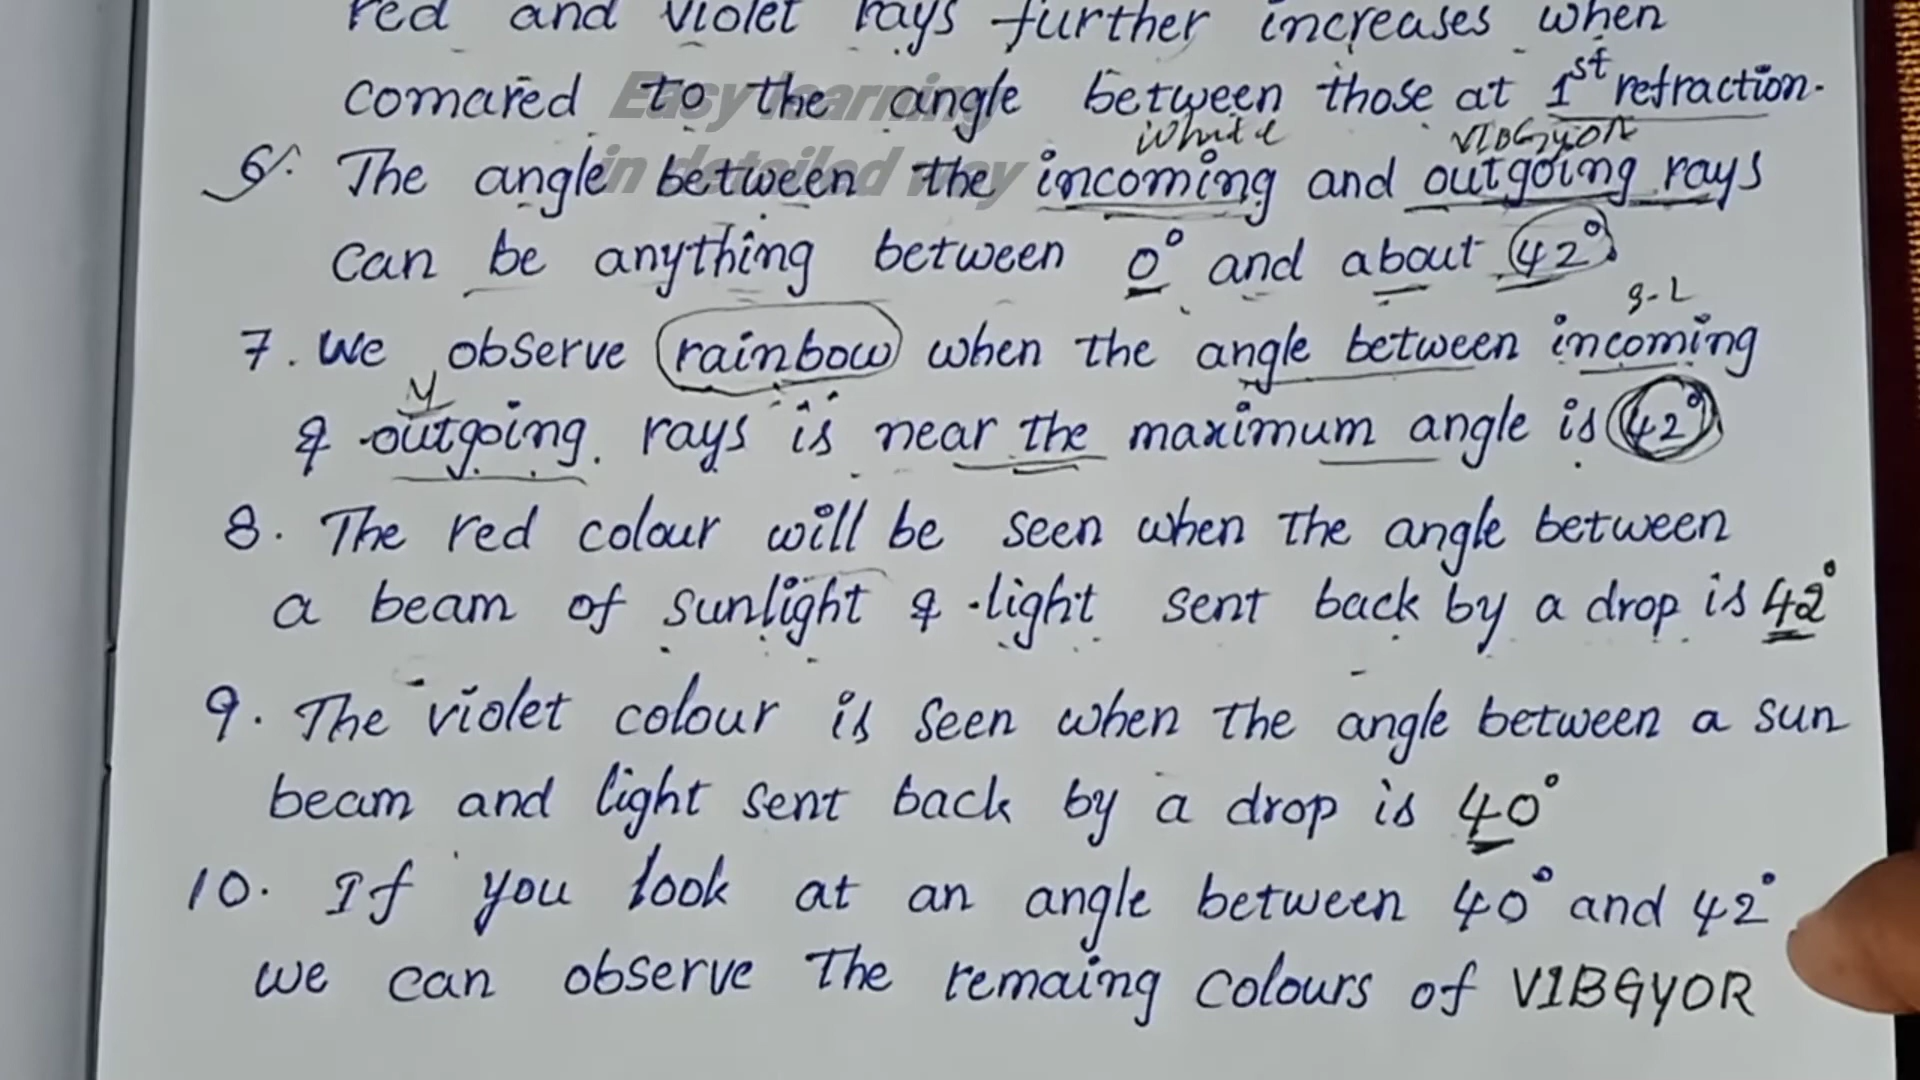 red and violet rays further increases when
comared to the angle between those at 1st refraction.
Easy learning
white VIBGYOR
6. The angle between the incoming and outgoing rays
in detailed way
can be anything between 0° and about 42°.
7. We observe rainbow when the angle between incoming
& outgoing rays is near the maximum angle is 42°
8. The red colour will be seen when the angle between
a beam of sunlight & light sent back by a drop is 42°
9. The violet colour is seen when the angle between a sun
beam and light sent back by a drop is 40°
10. If you look at an angle between 40° and 42°
we can observe the remaing colours of VIBGYOR